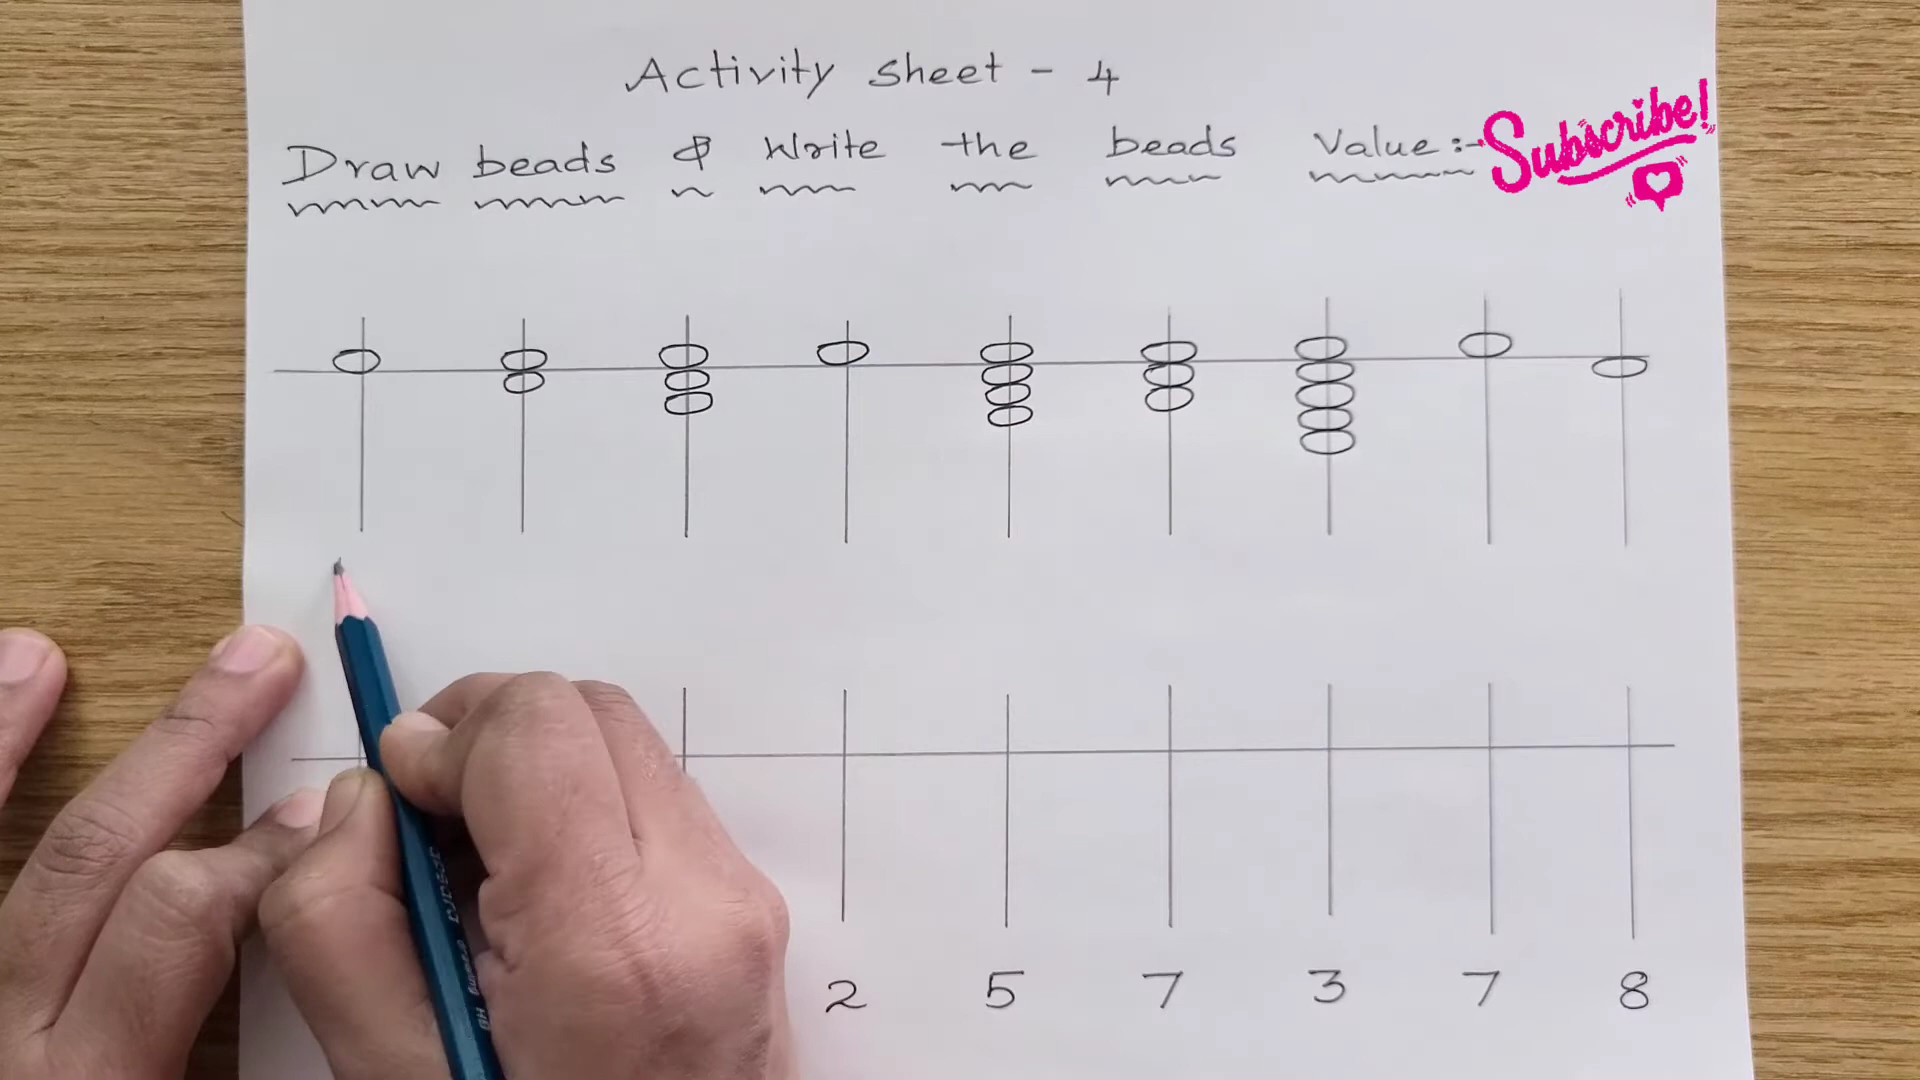 Activity sheet - 4
Draw beads & Write the beads Value :-
Subscribe!
2 5 7 3 7 8